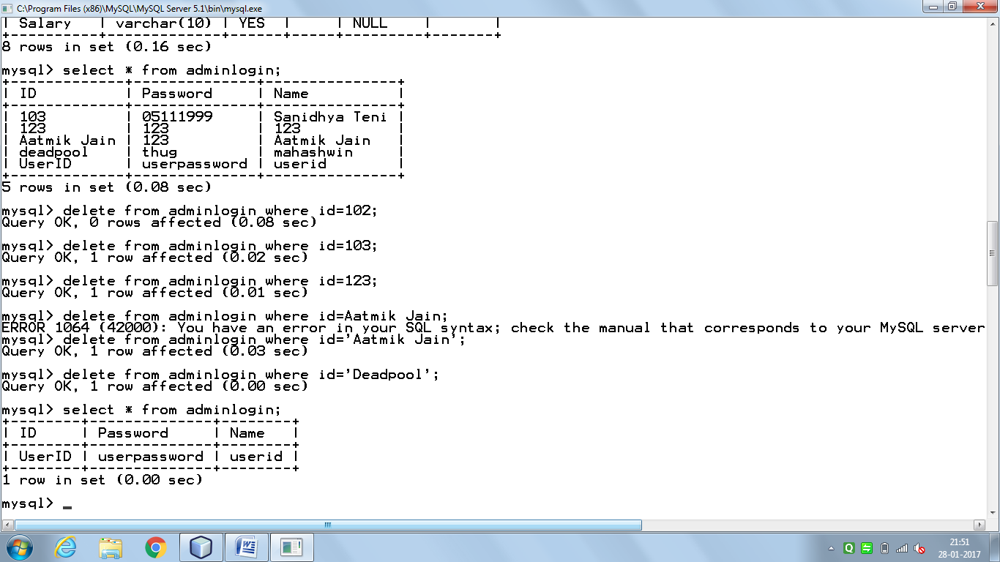 C:\Program Files (x86)\MySQL\MySQL Server 5.1\bin\mysql.exe
| Salary   | varchar(10) | YES  |     | NULL    |       |
+----------+-------------+------+-----+---------+-------+
8 rows in set (0.16 sec)
mysql> select * from adminlogin;
+-------------+--------------+---------------+
| ID          | Password     | Name          |
+-------------+--------------+---------------+
| 103         | 05111999     | Sanidhya Teni |
| 123         | 123          | 123           |
| Aatmik Jain | 123          | Aatmik Jain   |
| deadpool    | thug         | mahashwin     |
| UserID      | userpassword | userid        |
+-------------+--------------+---------------+
5 rows in set (0.08 sec)
mysql> delete from adminlogin where id=102;
Query OK, 0 rows affected (0.08 sec)
mysql> delete from adminlogin where id=103;
Query OK, 1 row affected (0.02 sec)
mysql> delete from adminlogin where id=123;
Query OK, 1 row affected (0.01 sec)
mysql> delete from adminlogin where id=Aatmik Jain;
ERROR 1064 (42000): You have an error in your SQL syntax; check the manual that corresponds to your MySQL server
mysql> delete from adminlogin where id='Aatmik Jain';
Query OK, 1 row affected (0.03 sec)
mysql> delete from adminlogin where id='Deadpool';
Query OK, 1 row affected (0.00 sec)
mysql> select * from adminlogin;
+--------+--------------+--------+
| ID     | Password     | Name   |
+--------+--------------+--------+
| UserID | userpassword | userid |
+--------+--------------+--------+
1 row in set (0.00 sec)
mysql> _
21:51
28-01-2017